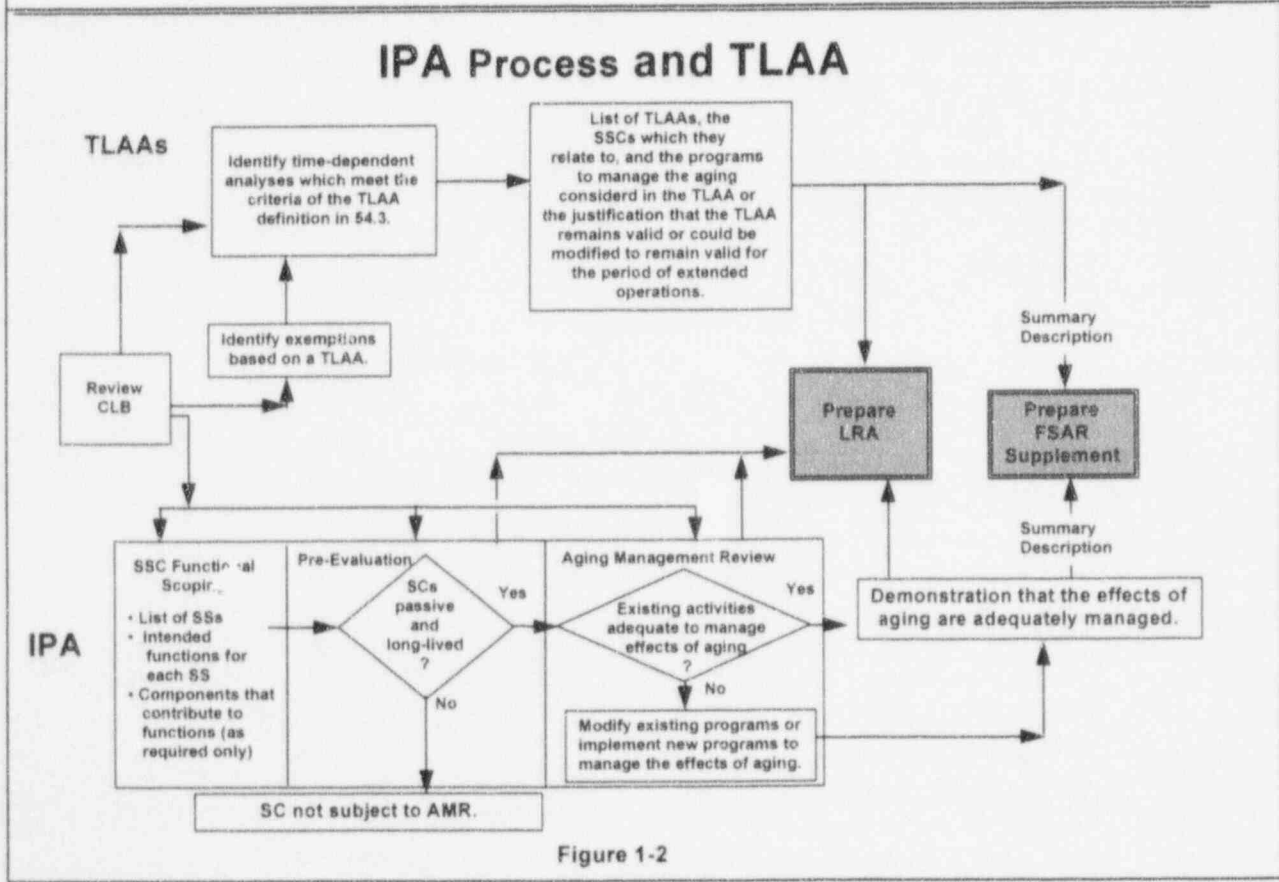 IPA Process and TLAA
TLAAs
Identify time-dependent
analyses which meet the
criteria of the TLAA
definition in 54.3.
List of TLAAs, the
SSCs which they
relate to, and the programs
to manage the aging
considerd in the TLAA or
the justification that the TLAA
remains valid or could be
modified to remain valid for
the period of extended
operations.
Identify exemptions
based on a TLAA.
Review
CLB
Summary
Description
Prepare
LRA
Prepare
FSAR
Supplement
Summary
Description
IPA
SSC
Scopin
• List of SSs
• Intended
functions for
each SS
• Components that
contribute to
functions (as
required only)
Pre-Evaluation
SCs
passive
and
long-lived
?
Yes
No
SC not subject to AMR.
Aging Management Review
Existing activities
adequate to manage
effects of aging
?
Yes
No
Modify existing programs or
implement new programs to
manage the effects of aging.
Demonstration that the effects of
aging are adequately managed.
Figure 1-2